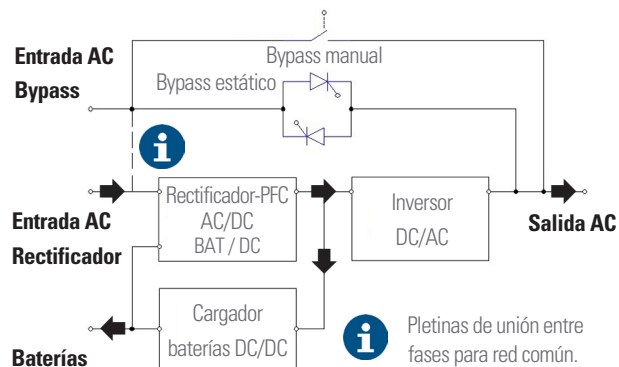 Entrada AC
Bypass
Bypass manual
Bypass estático
i
Entrada AC
Rectificador
Rectificador-PFC
AC/DC
BAT / DC
Inversor
DC/AC
Salida AC
Baterías
Cargador
baterías DC/DC
i
Pletinas de unión entre
fases para red común.